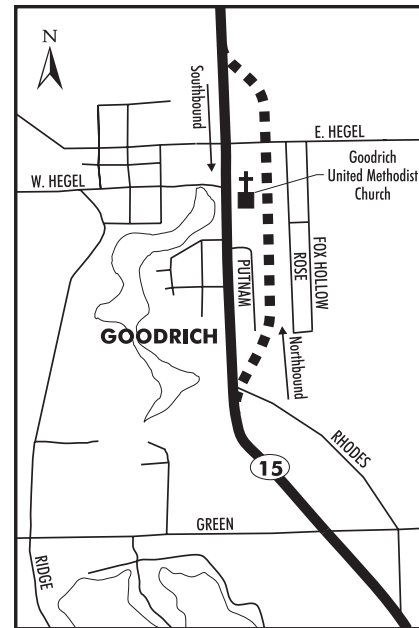 N
Southbound
E. HEGEL
Goodrich
United Methodist
Church
W. HEGEL
PUTNAM
ROSE
FOX HOLLOW
GOODRICH
Northbound
RHODES
15
GREEN
RIDGE